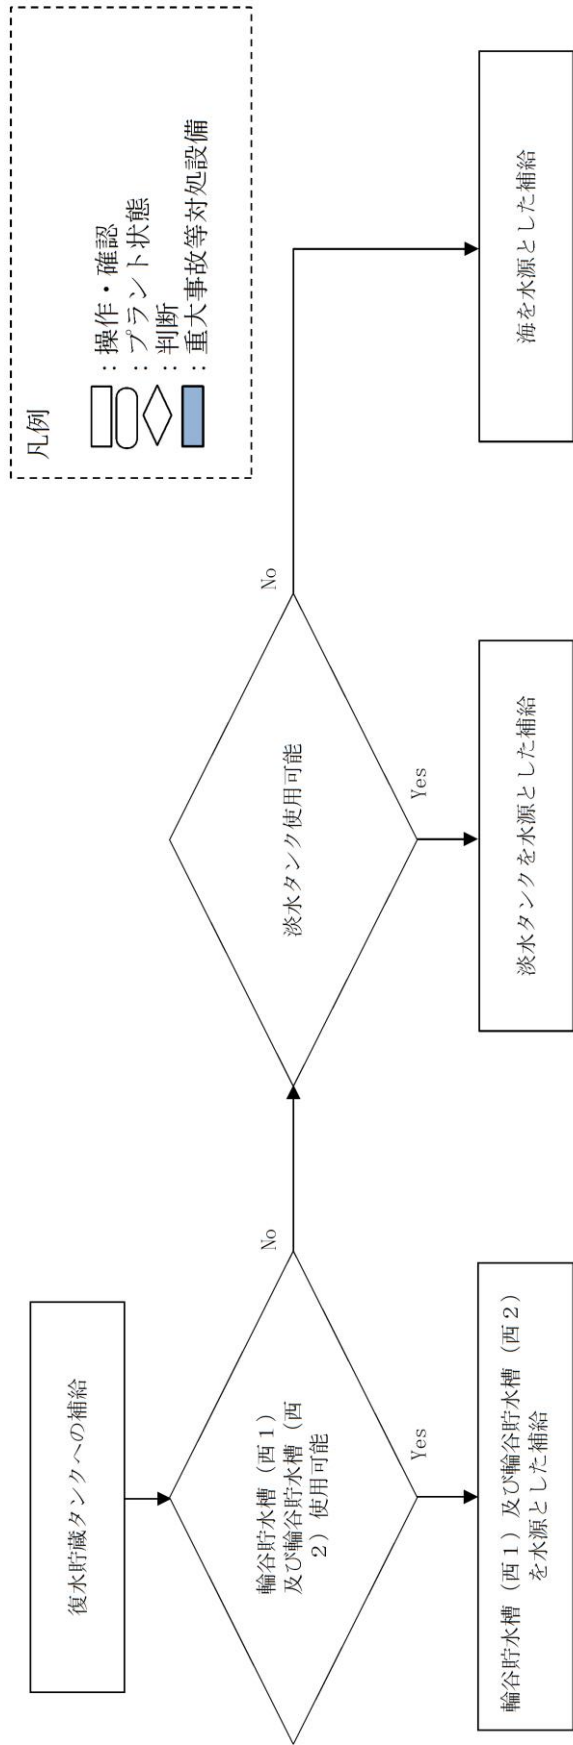 復水貯蔵タンクへの補給
輪谷貯水槽（西１）
及び輪谷貯水槽（西
２）使用可能
No
Yes
輪谷貯水槽（西１）及び輪谷貯水槽（西２）
を水源とした補給
淡水タンク使用可能
No
Yes
淡水タンクを水源とした補給
海を水源とした補給
凡例
：操作・確認
：プラント状態
：判断
：重大事故等対処設備